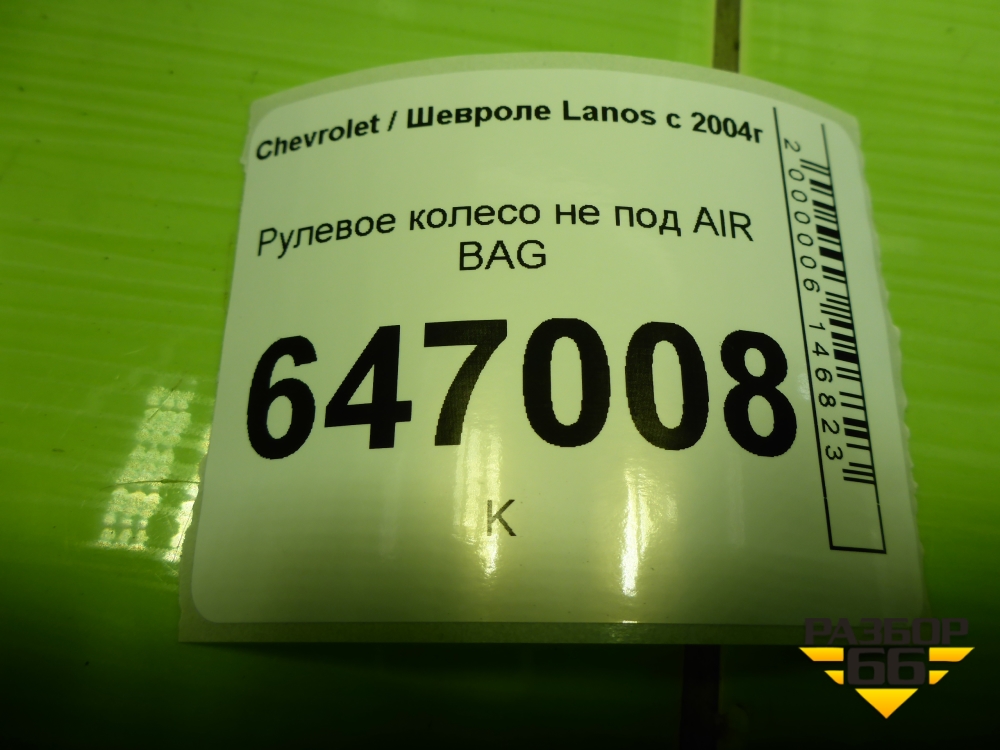 Chevrolet / Шевроле Lanos с 2004г
Рулевое колесо не под AIR
BAG
647008
К
2000006146823
РАЗБОР
66